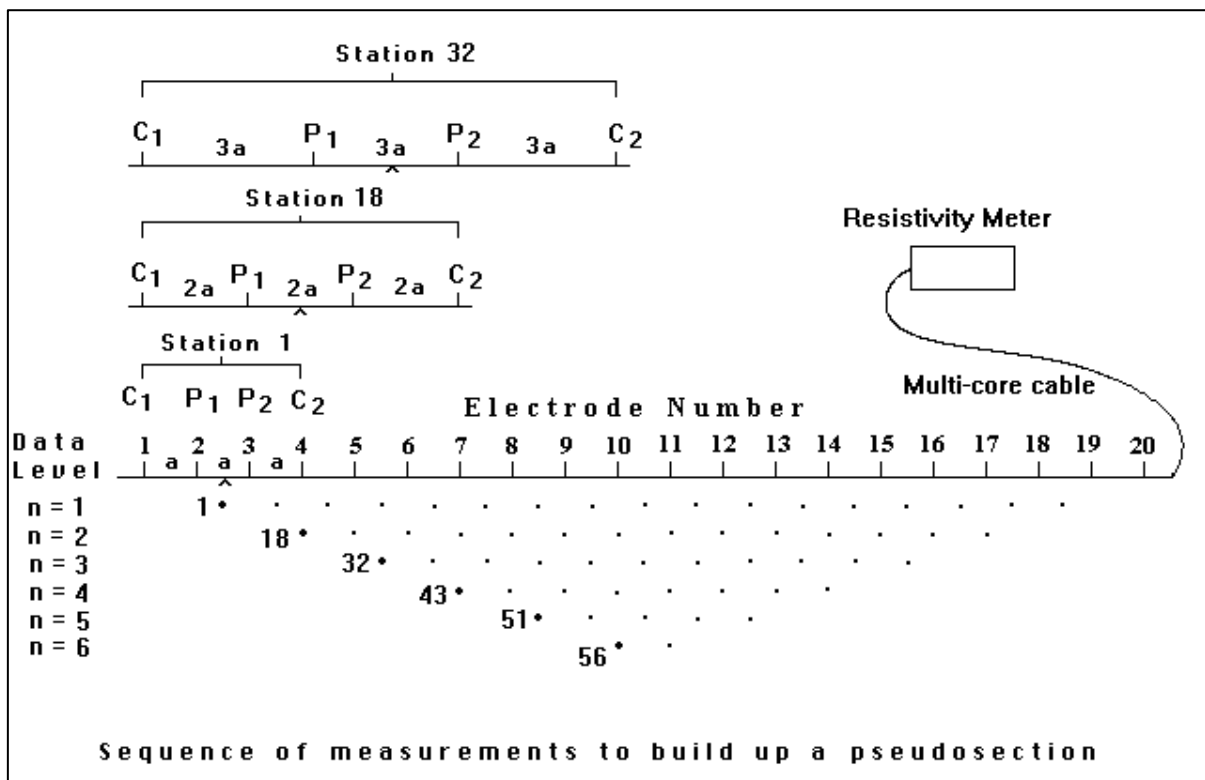 Station 32
C1 P1 P2 C2
3a 3a 3a
Station 18
C1 P1 P2 C2
2a 2a 2a
Resistivity Meter
Station 1
Multi-core cable
C1 P1 P2 C2
Electrode Number
Data Level
1 2 3 4 5 6 7 8 9 10 11 12 13 14 15 16 17 18 19 20
a a a
n = 1 1
n = 2 18
n = 3 32
n = 4 43
n = 5 51
n = 6 56
Sequence of measurements to build up a pseudosection